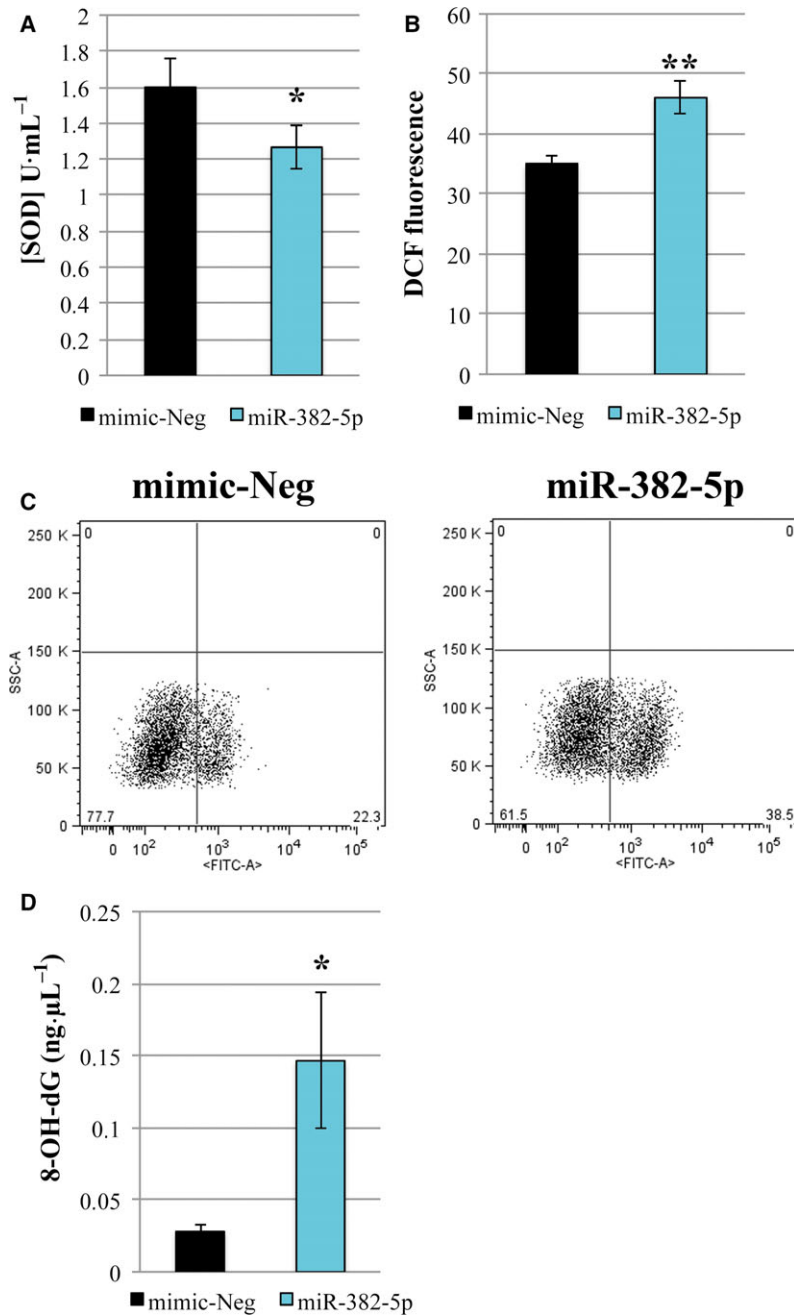 A
[SOD] U·mL⁻¹
2
1.8
1.6
1.4
1.2
1
0.8
0.6
0.4
0.2
0
*
mimic-Neg miR-382-5p
B
DCF fluorescence
60
50
40
30
20
10
0
**
mimic-Neg miR-382-5p
C
mimic-Neg
0 0
250 K
200 K
150 K
100 K
50 K
0
SSC-A
77.7 22.3
0 10² 10³ 10⁴ 10⁵
<FITC-A>
miR-382-5p
0 0
250 K
200 K
150 K
100 K
50 K
0
SSC-A
61.5 38.5
0 10² 10³ 10⁴ 10⁵
<FITC-A>
D
8-OH-dG (ng·µL⁻¹)
0.25
0.2
0.15
0.1
0.05
0
*
mimic-Neg miR-382-5p